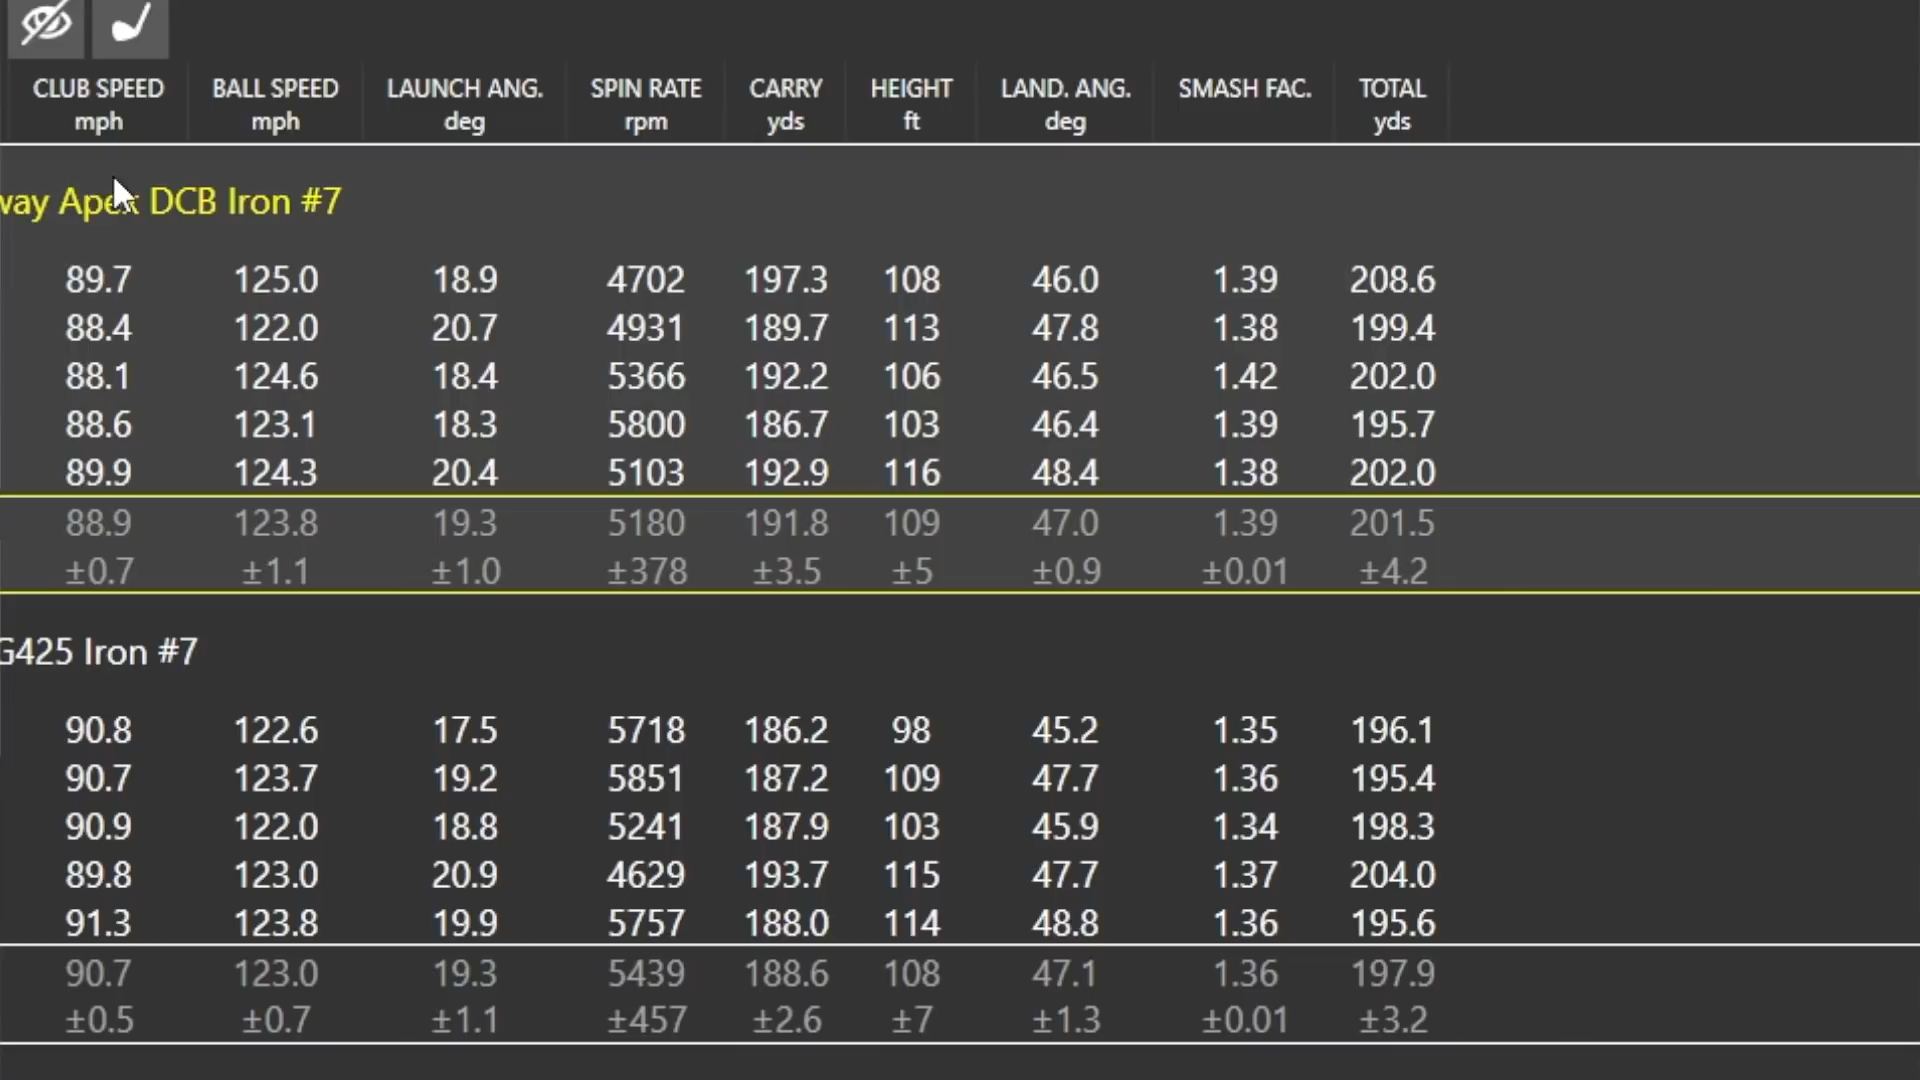 CLUB SPEED BALL SPEED LAUNCH ANG. SPIN RATE CARRY HEIGHT LAND. ANG. SMASH FAC. TOTAL
mph mph deg rpm yds ft deg yds
way Apex DCB Iron #7
89.7 125.0 18.9 4702 197.3 108 46.0 1.39 208.6
88.4 122.0 20.7 4931 189.7 113 47.8 1.38 199.4
88.1 124.6 18.4 5366 192.2 106 46.5 1.42 202.0
88.6 123.1 18.3 5800 186.7 103 46.4 1.39 195.7
89.9 124.3 20.4 5103 192.9 116 48.4 1.38 202.0
88.9 123.8 19.3 5180 191.8 109 47.0 1.39 201.5
±0.7 ±1.1 ±1.0 ±378 ±3.5 ±5 ±0.9 ±0.01 ±4.2
G425 Iron #7
90.8 122.6 17.5 5718 186.2 98 45.2 1.35 196.1
90.7 123.7 19.2 5851 187.2 109 47.7 1.36 195.4
90.9 122.0 18.8 5241 187.9 103 45.9 1.34 198.3
89.8 123.0 20.9 4629 193.7 115 47.7 1.37 204.0
91.3 123.8 19.9 5757 188.0 114 48.8 1.36 195.6
90.7 123.0 19.3 5439 188.6 108 47.1 1.36 197.9
±0.5 ±0.7 ±1.1 ±457 ±2.6 ±7 ±1.3 ±0.01 ±3.2